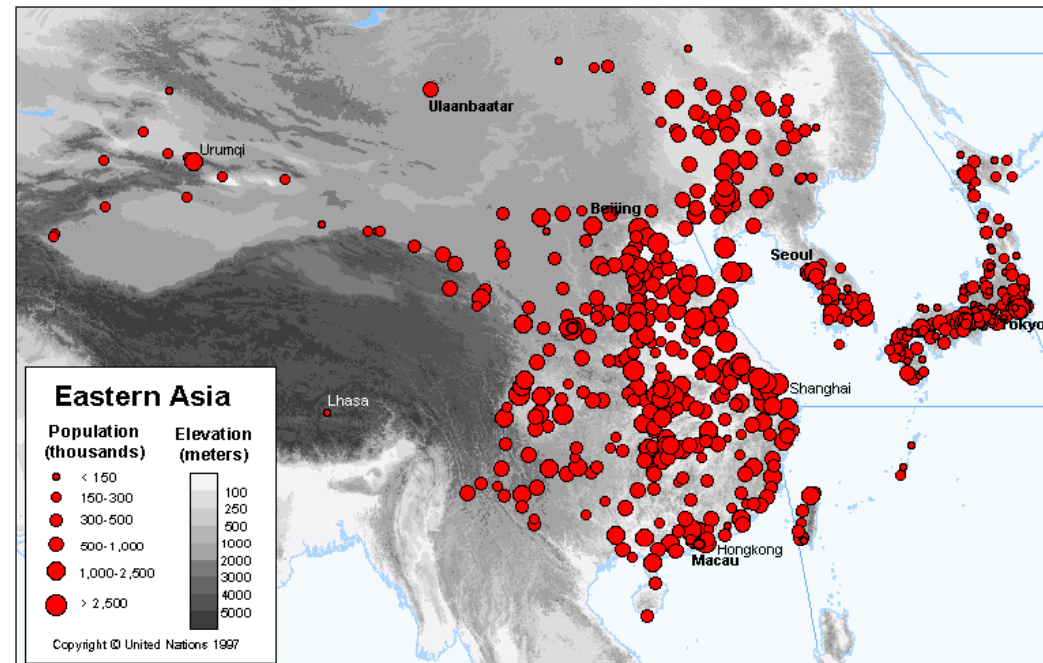 Ulaanbaatar
Urumqi
Beijing
Seoul
Tokyo
Shanghai
Lhasa
Hongkong
Macau
Eastern Asia
Population
(thousands)
< 150
150-300
300-500
500-1,000
1,000-2,500
> 2,500
Elevation
(meters)
100
250
500
1000
2000
3000
4000
5000
Copyright © United Nations 1997